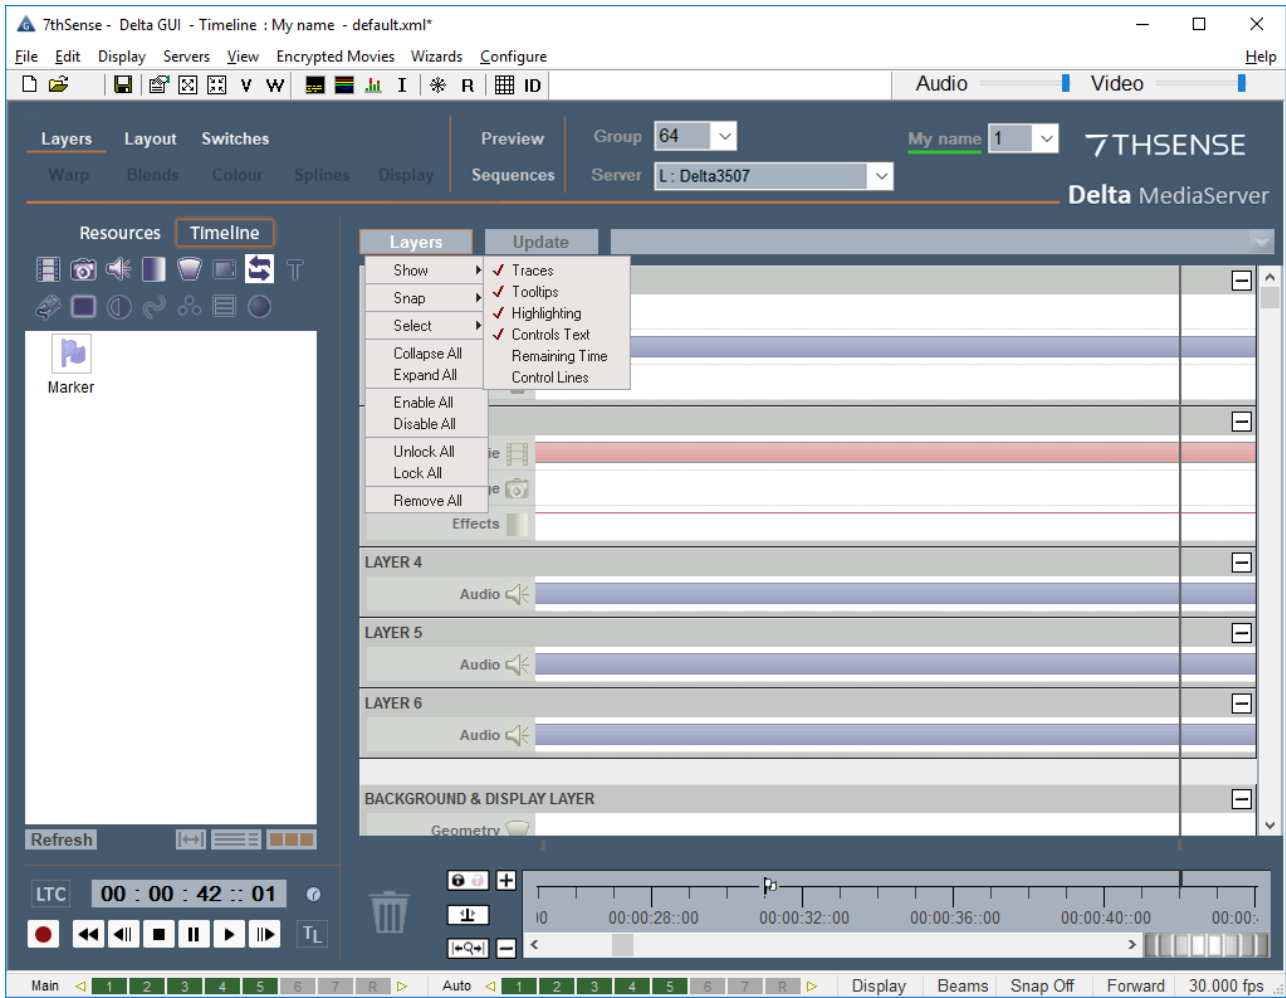 7thSense - Delta GUI - Timeline : My name - default.xml*
File Edit Display Servers View Encrypted Movies Wizards Configure Help
V W I R ID Audio Video
Layers Layout Switches Preview Group 64 My name 1 7THSENSE
Warp Blends Colour Splines Display Sequences Server L : Delta3507
Delta MediaServer
Resources Timeline
Layers Update
T
Marker
Show
Snap
Select
Collapse All
Expand All
Enable All
Disable All
Unlock All
Lock All
Remove All
Traces
Tooltips
Highlighting
Controls Text
Remaining Time
Control Lines
ie
ge
Effects
LAYER 4
Audio
LAYER 5
Audio
LAYER 6
Audio
BACKGROUND & DISPLAY LAYER
Geometry
Refresh
LTC 00 : 00 : 42 :: 01
TL
00:00:28::00 00:00:32::00 00:00:36::00 00:00:40::00 00:00:
Main 1 2 3 4 5 6 7 R Auto 1 2 3 4 5 6 7 R Display Beams Snap Off Forward 30.000 fps